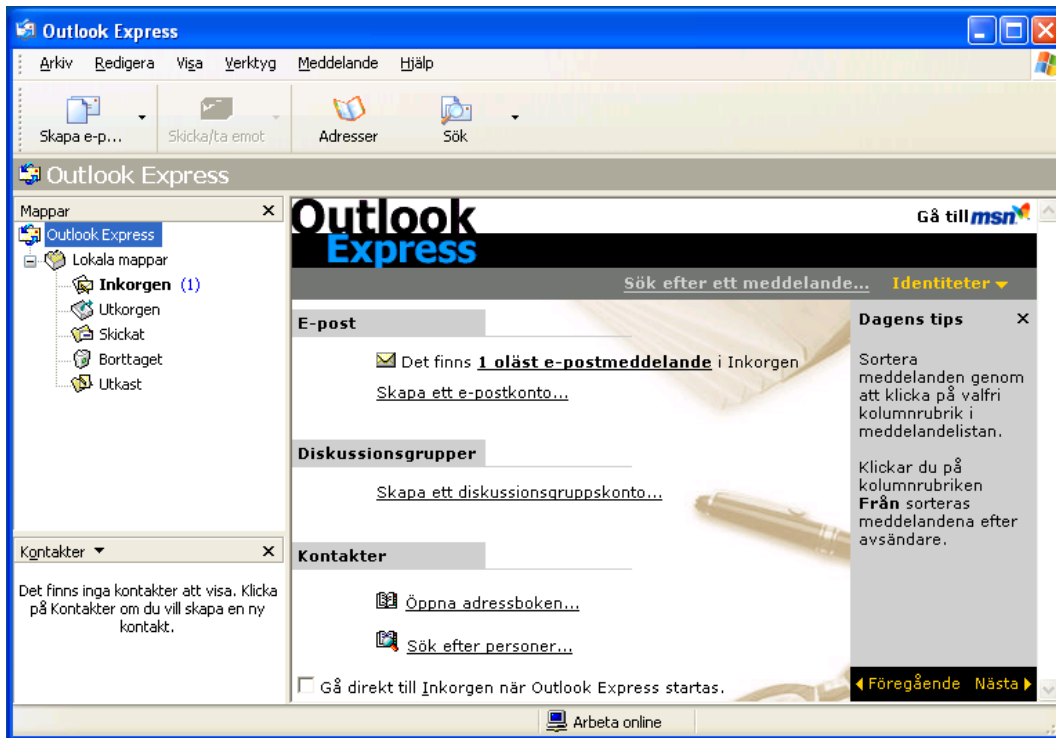 Outlook Express
Arkiv Redigera Visa Verktyg Meddelande Hjälp
Skapa e-p... Skicka/ta emot Adresser Sök
Outlook Express
Mappar
Outlook Express
Lokala mappar
Inkorgen (1)
Utkorgen
Skickat
Borttaget
Utkast
Kontakter
Det finns inga kontakter att visa. Klicka
på Kontakter om du vill skapa en ny
kontakt.
Outlook
Express
Gå till msn
Sök efter ett meddelande... Identiteter
E-post
Det finns 1 oläst e-postmeddelande i Inkorgen
Skapa ett e-postkonto...
Diskussionsgrupper
Skapa ett diskussionsgruppskonto...
Kontakter
Öppna adressboken...
Sök efter personer...
Gå direkt till Inkorgen när Outlook Express startas.
Dagens tips
Sortera
meddelanden genom
att klicka på valfri
kolumnrubrik i
meddelandelistan.
Klickar du på
kolumnrubriken
Från sorteras
meddelandena efter
avsändare.
Föregående Nästa
Arbeta online